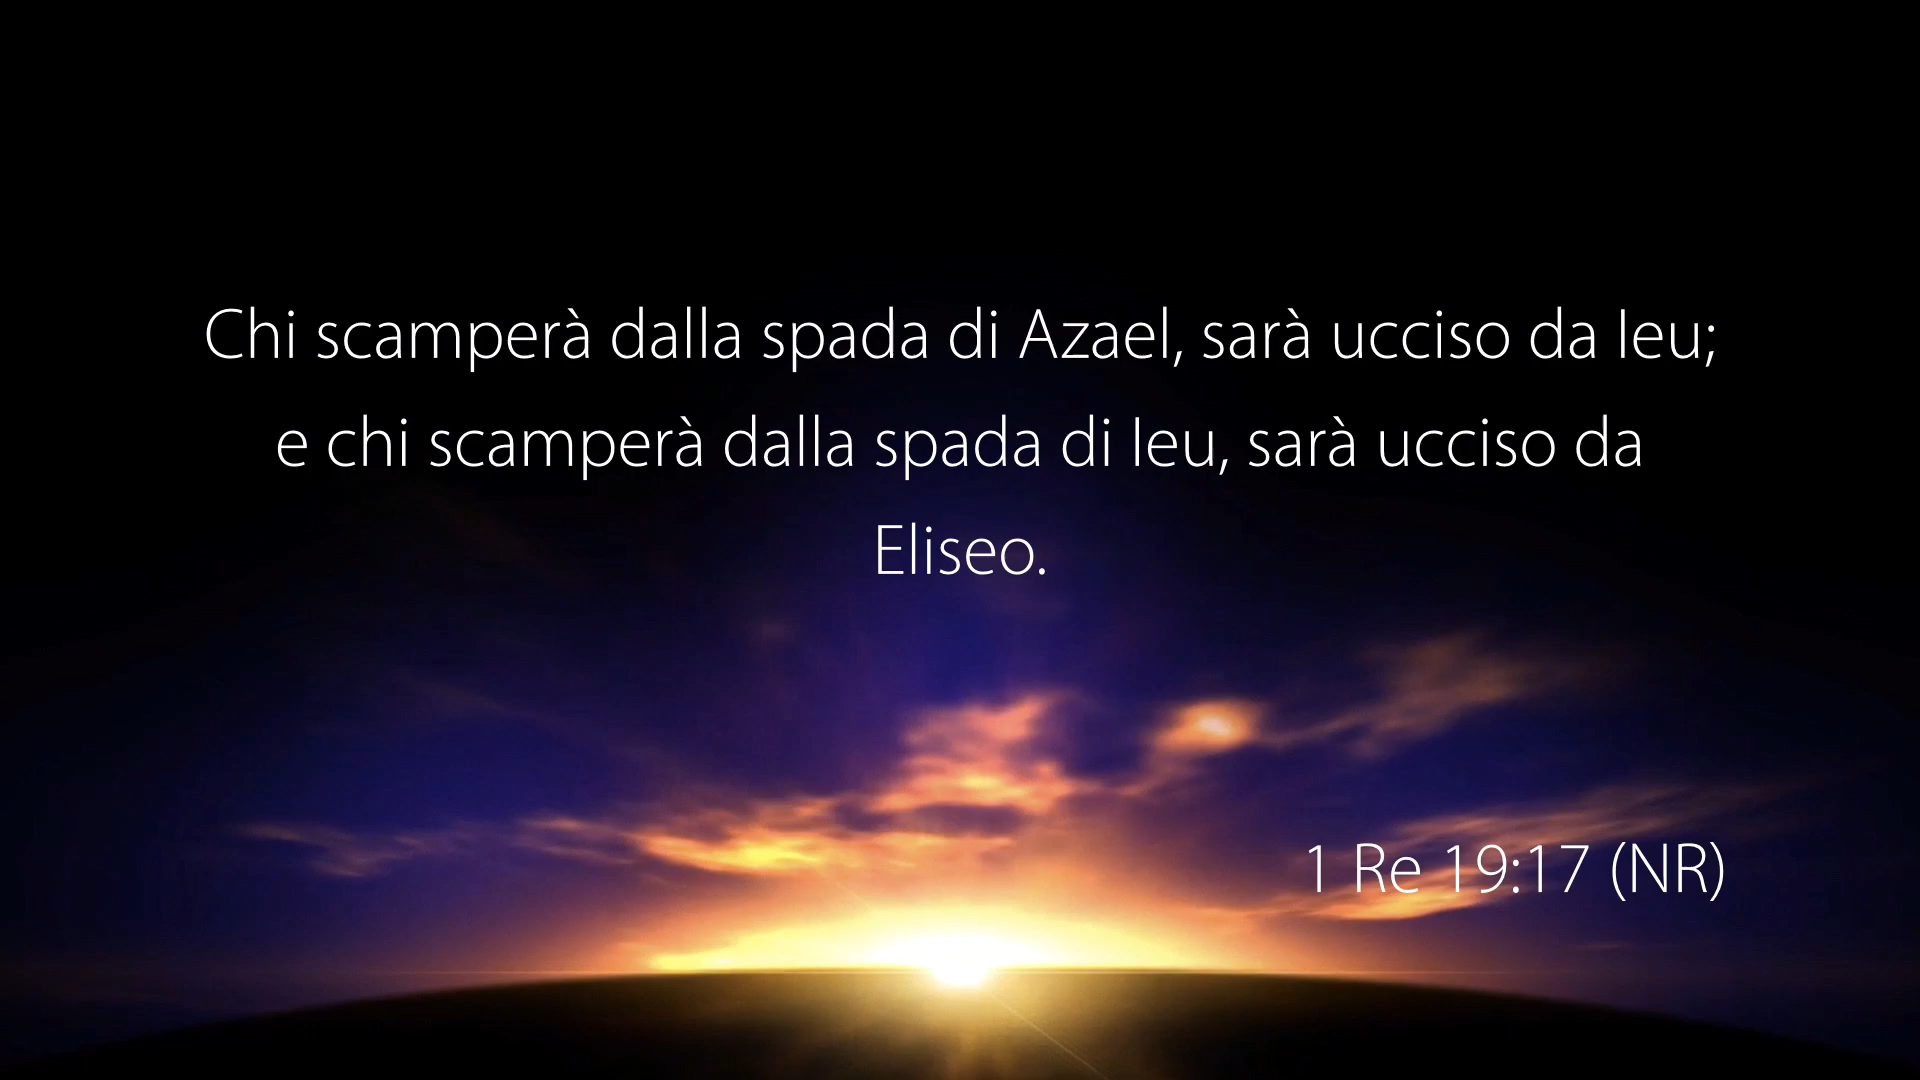 Chi scamperà dalla spada di Azael, sarà ucciso da Ieu;
e chi scamperà dalla spada di Ieu, sarà ucciso da
Eliseo.
1 Re 19:17 (NR)